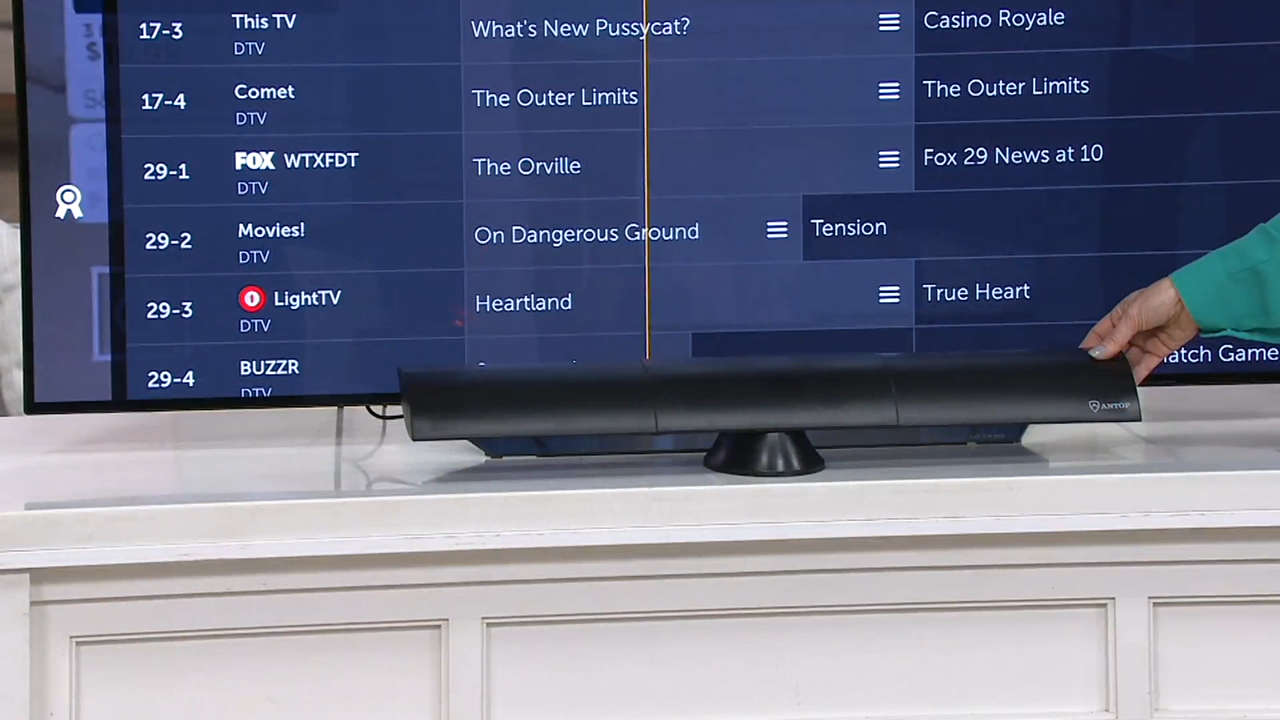 17-3 This TV What's New Pussycat? Casino Royale
DTV
17-4 Comet The Outer Limits The Outer Limits
DTV
29-1 FOX WTXFDT The Orville Fox 29 News at 10
DTV
29-2 Movies! On Dangerous Ground Tension
DTV
29-3 LightTV Heartland True Heart
DTV
29-4 BUZZR Match Game
DTV
ANTOP